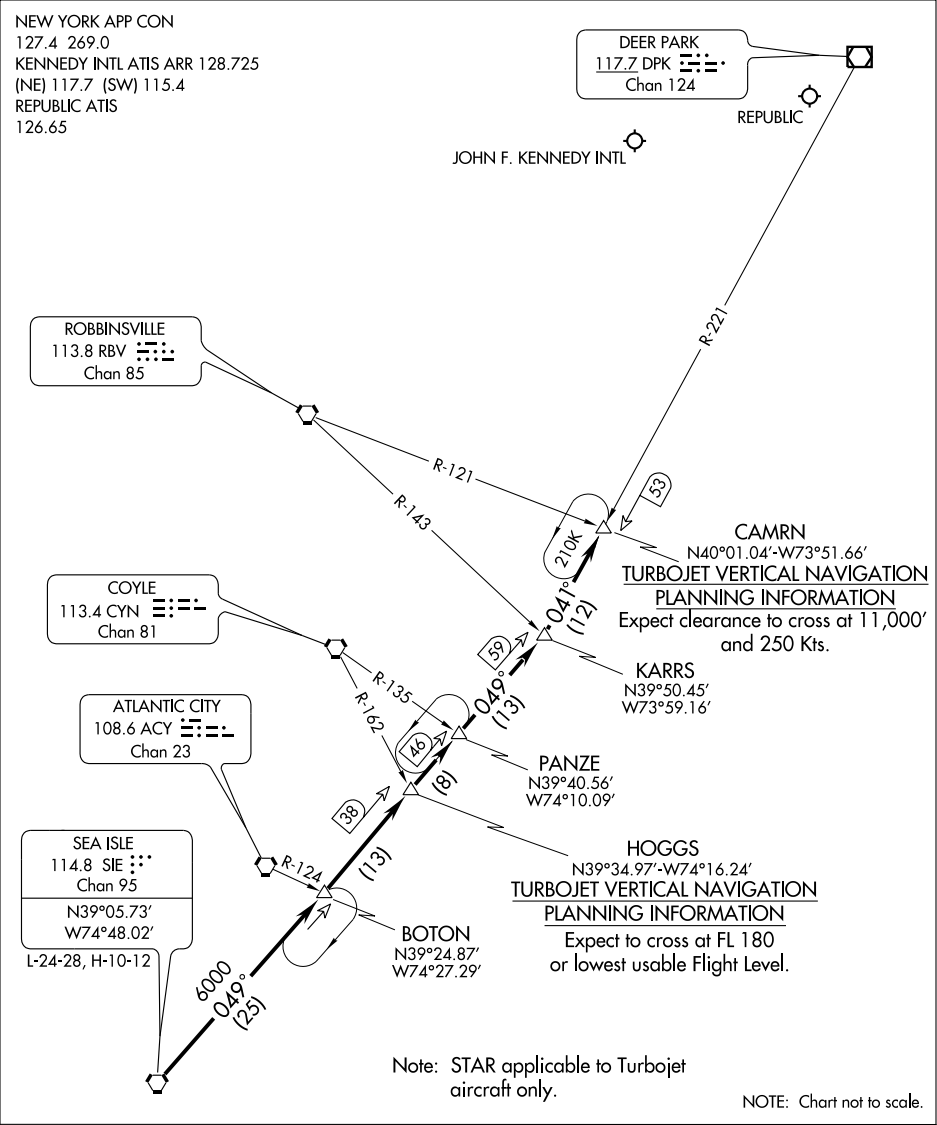 NEW YORK APP CON
127.4 269.0
KENNEDY INTL ATIS ARR 128.725
(NE) 117.7 (SW) 115.4
REPUBLIC ATIS
126.65
DEER PARK
117.7 DPK
Chan 124
REPUBLIC
JOHN F. KENNEDY INTL
R-221
ROBBINSVILLE
113.8 RBV
Chan 85
R-121
R-143
53
210K
CAMRN
N40°01.04'-W73°51.66'
TURBOJET VERTICAL NAVIGATION
PLANNING INFORMATION
Expect clearance to cross at 11,000'
and 250 Kts.
041°
(12)
COYLE
113.4 CYN
Chan 81
R-135
R-162
59
KARRS
N39°50.45'
W73°59.16'
049°
(13)
ATLANTIC CITY
108.6 ACY
Chan 23
46
PANZE
N39°40.56'
W74°10.09'
(8)
38
HOGGS
N39°34.97'-W74°16.24'
TURBOJET VERTICAL NAVIGATION
PLANNING INFORMATION
Expect to cross at FL 180
or lowest usable Flight Level.
(13)
SEA ISLE
114.8 SIE
Chan 95
N39°05.73'
W74°48.02'
L-24-28, H-10-12
R-124
BOTON
N39°24.87'
W74°27.29'
6000
049°
(25)
Note: STAR applicable to Turbojet
aircraft only.
NOTE: Chart not to scale.